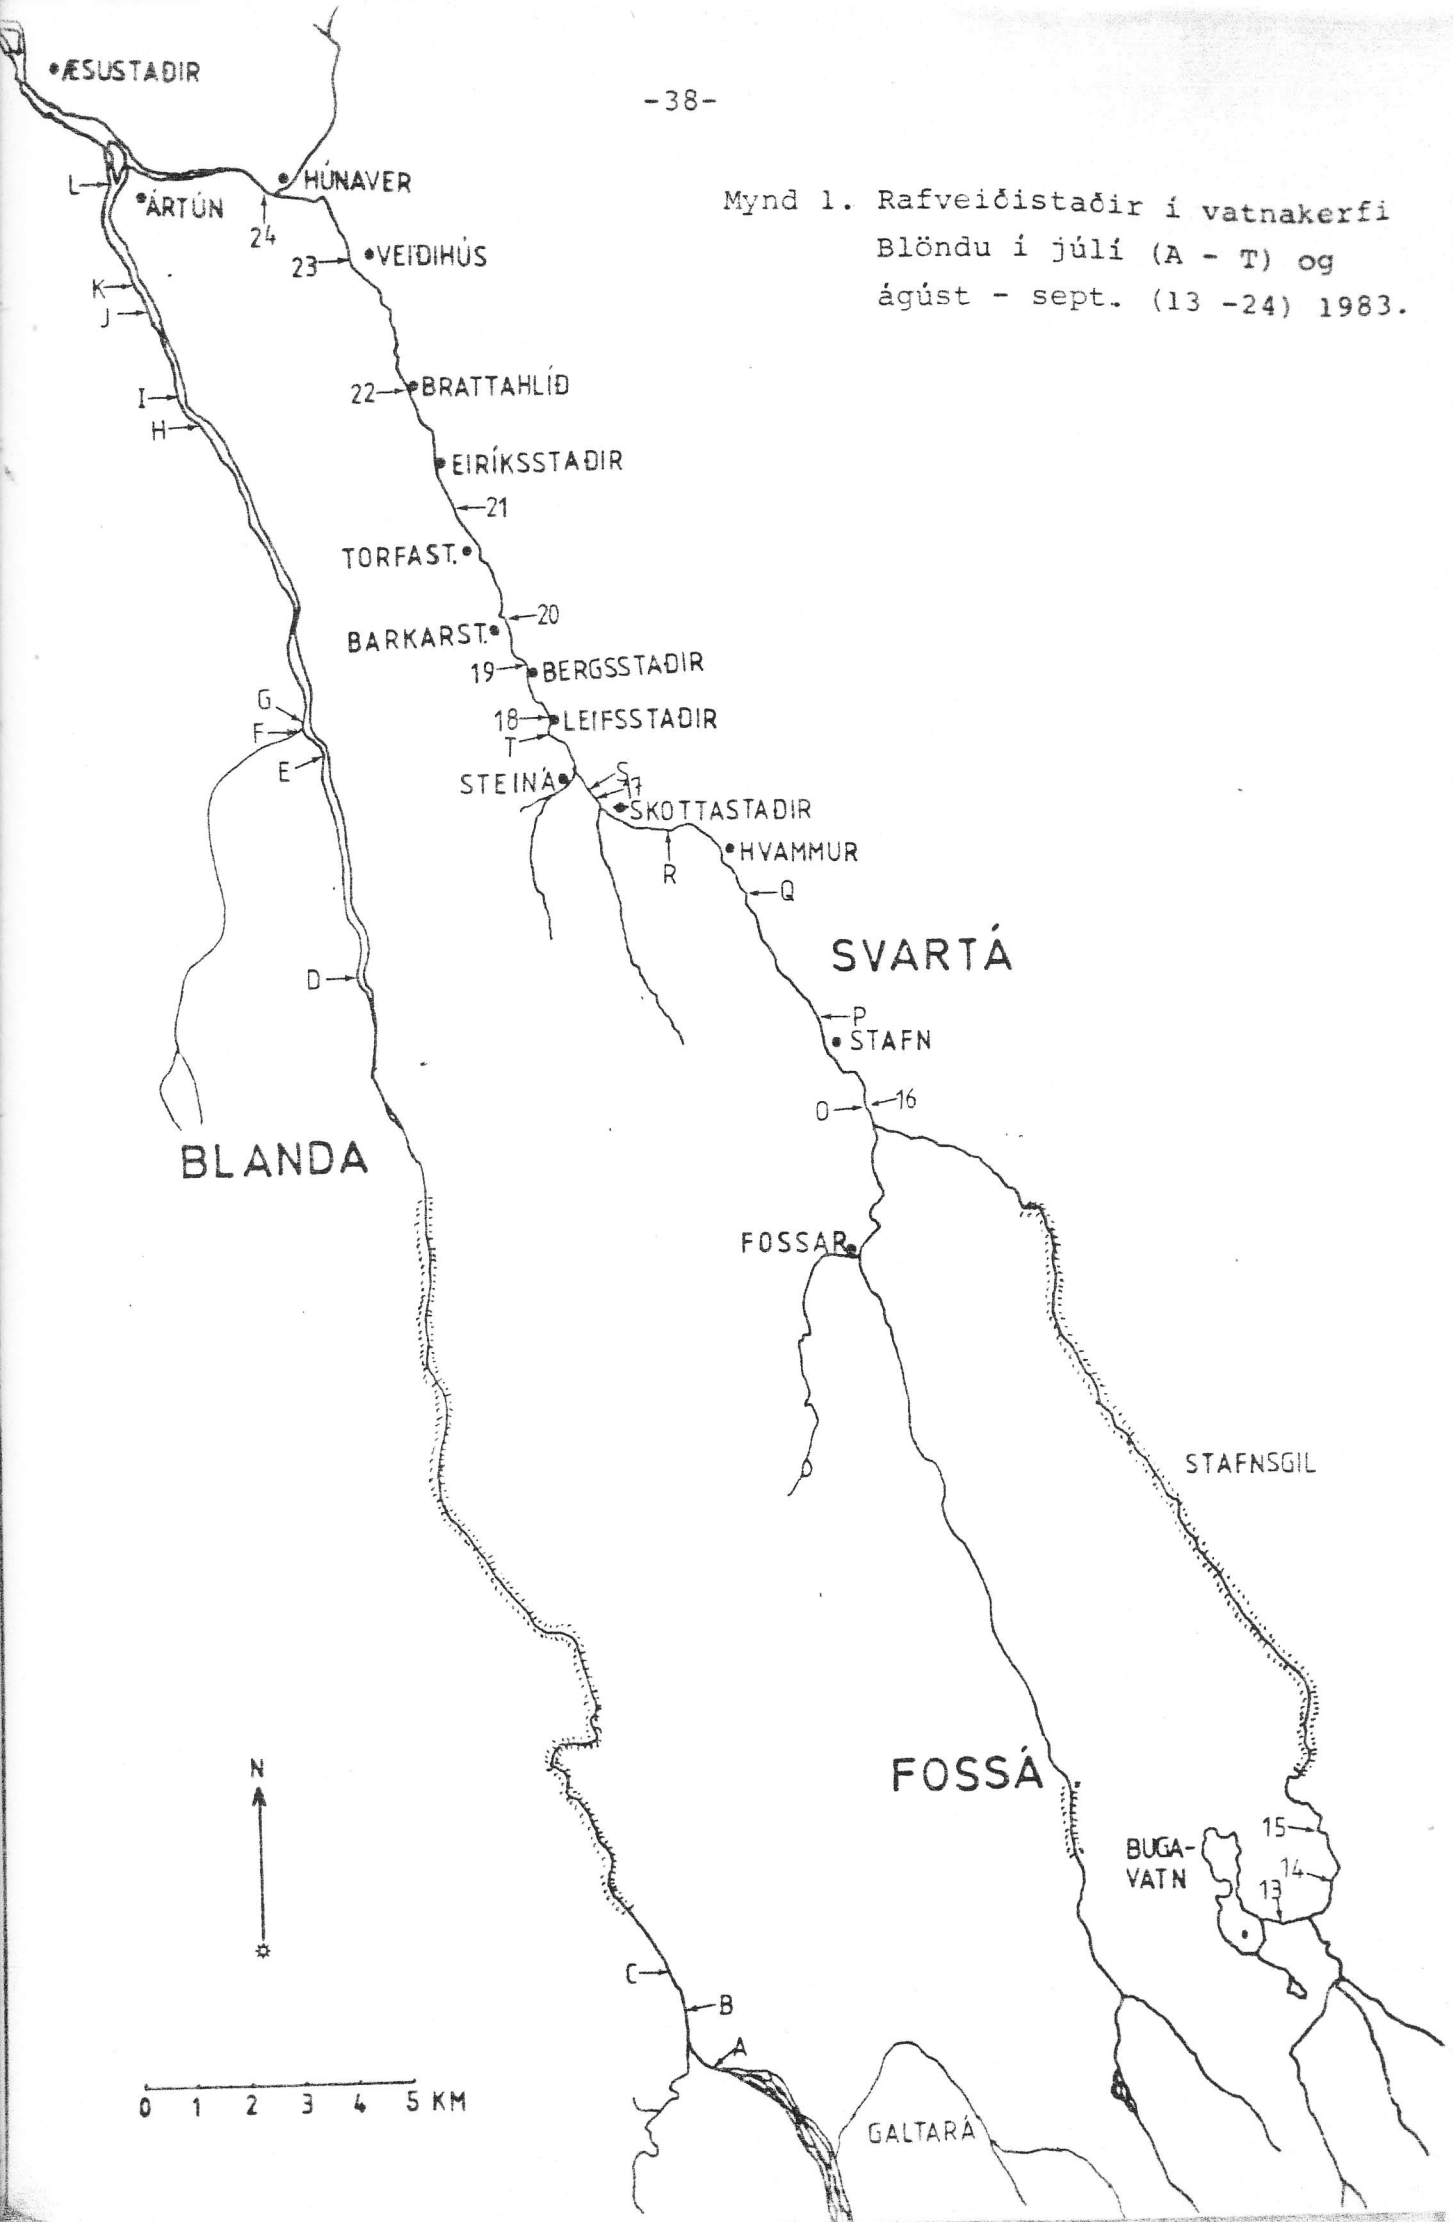 -38-
Mynd 1. Rafveiðistaðir í vatnakerfi
Blöndu í júlí (A - T) og
ágúst - sept. (13 -24) 1983.
ÆSUSTAÐIR
HÚNAVER
L
ÁRTÚN
24
23
VEIÐIHÚS
K
J
22
BRATTAHLÍÐ
I
H
EIRÍKSSTAÐIR
21
TORFAST.
20
BARKARST.
19
BERGSSTAÐIR
G
18
LEIFSSTAÐIR
F
T
E
STEINÁ
S
17
SKOTTASTAÐIR
HVAMMUR
R
Q
SVARTÁ
D
P
STAFN
O
16
BLANDA
FOSSAR
STAFNSGIL
N
FOSSÁ
15
BUGA-
VATN
14
13
C
B
A
0 1 2 3 4 5 KM
GALTARÁ